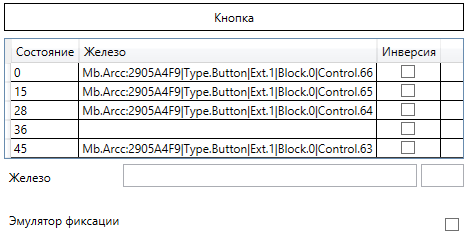 Кнопка
Состояние Железо Инверсия
0 Mb.Arcc:2905A4F9|Type.Button|Ext.1|Block.0|Control.66
15 Mb.Arcc:2905A4F9|Type.Button|Ext.1|Block.0|Control.65
28 Mb.Arcc:2905A4F9|Type.Button|Ext.1|Block.0|Control.64
36
45 Mb.Arcc:2905A4F9|Type.Button|Ext.1|Block.0|Control.63
Железо
Эмулятор фиксации